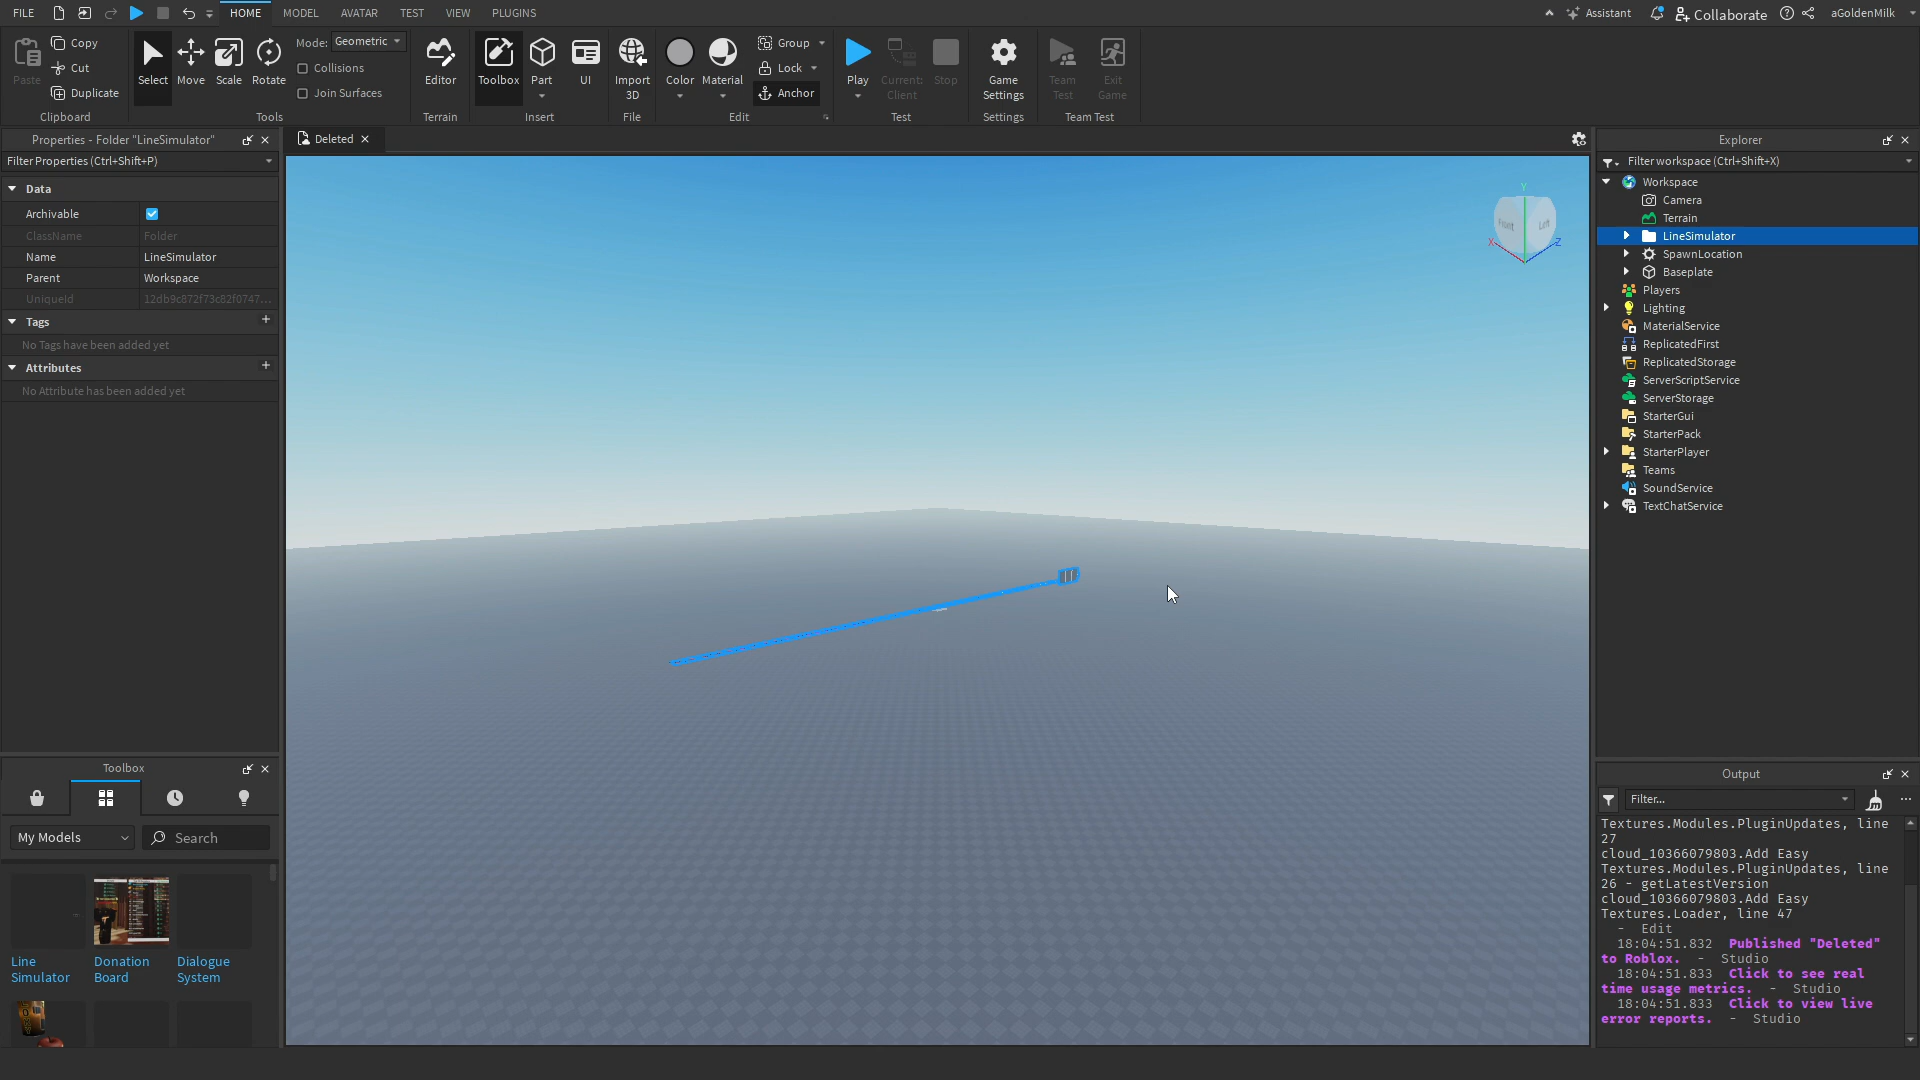 FILE
HOME
MODEL
AVATAR
TEST
VIEW
PLUGINS
Assistant
Collaborate
aGoldenMilk
Paste
Copy
Cut
Duplicate
Clipboard
Select
Move
Scale
Rotate
Mode: Geometric
Collisions
Join Surfaces
Tools
Editor
Terrain
Toolbox
Part
UI
Insert
Import
3D
File
Color
Material
Group
Lock
Anchor
Edit
Play
Current:
Client
Stop
Test
Game
Settings
Settings
Team
Test
Exit
Game
Team Test
Properties - Folder "LineSimulator"
Filter Properties (Ctrl+Shift+P)
Data
Archivable
ClassName Folder
Name LineSimulator
Parent Workspace
UniqueId 12db9c872f73c82f0747...
Tags
No Tags have been added yet
Attributes
No Attribute has been added yet
Deleted
Y
Front
Left
X
Z
Explorer
Filter workspace (Ctrl+Shift+X)
Workspace
Camera
Terrain
LineSimulator
SpawnLocation
Baseplate
Players
Lighting
MaterialService
ReplicatedFirst
ReplicatedStorage
ServerScriptService
ServerStorage
StarterGui
StarterPack
StarterPlayer
Teams
SoundService
TextChatService
Toolbox
My Models
Search
Line
Simulator
Donation
Board
Dialogue
System
Output
Filter...
Textures.Modules.PluginUpdates, line
27
cloud_10366079803.Add Easy
Textures.Modules.PluginUpdates, line
26 - getLatestVersion
cloud_10366079803.Add Easy
Textures.Loader, line 47
- Edit
18:04:51.832 Published "Deleted"
to Roblox. - Studio
18:04:51.833 Click to see real
time usage metrics. - Studio
18:04:51.833 Click to view live
error reports. - Studio